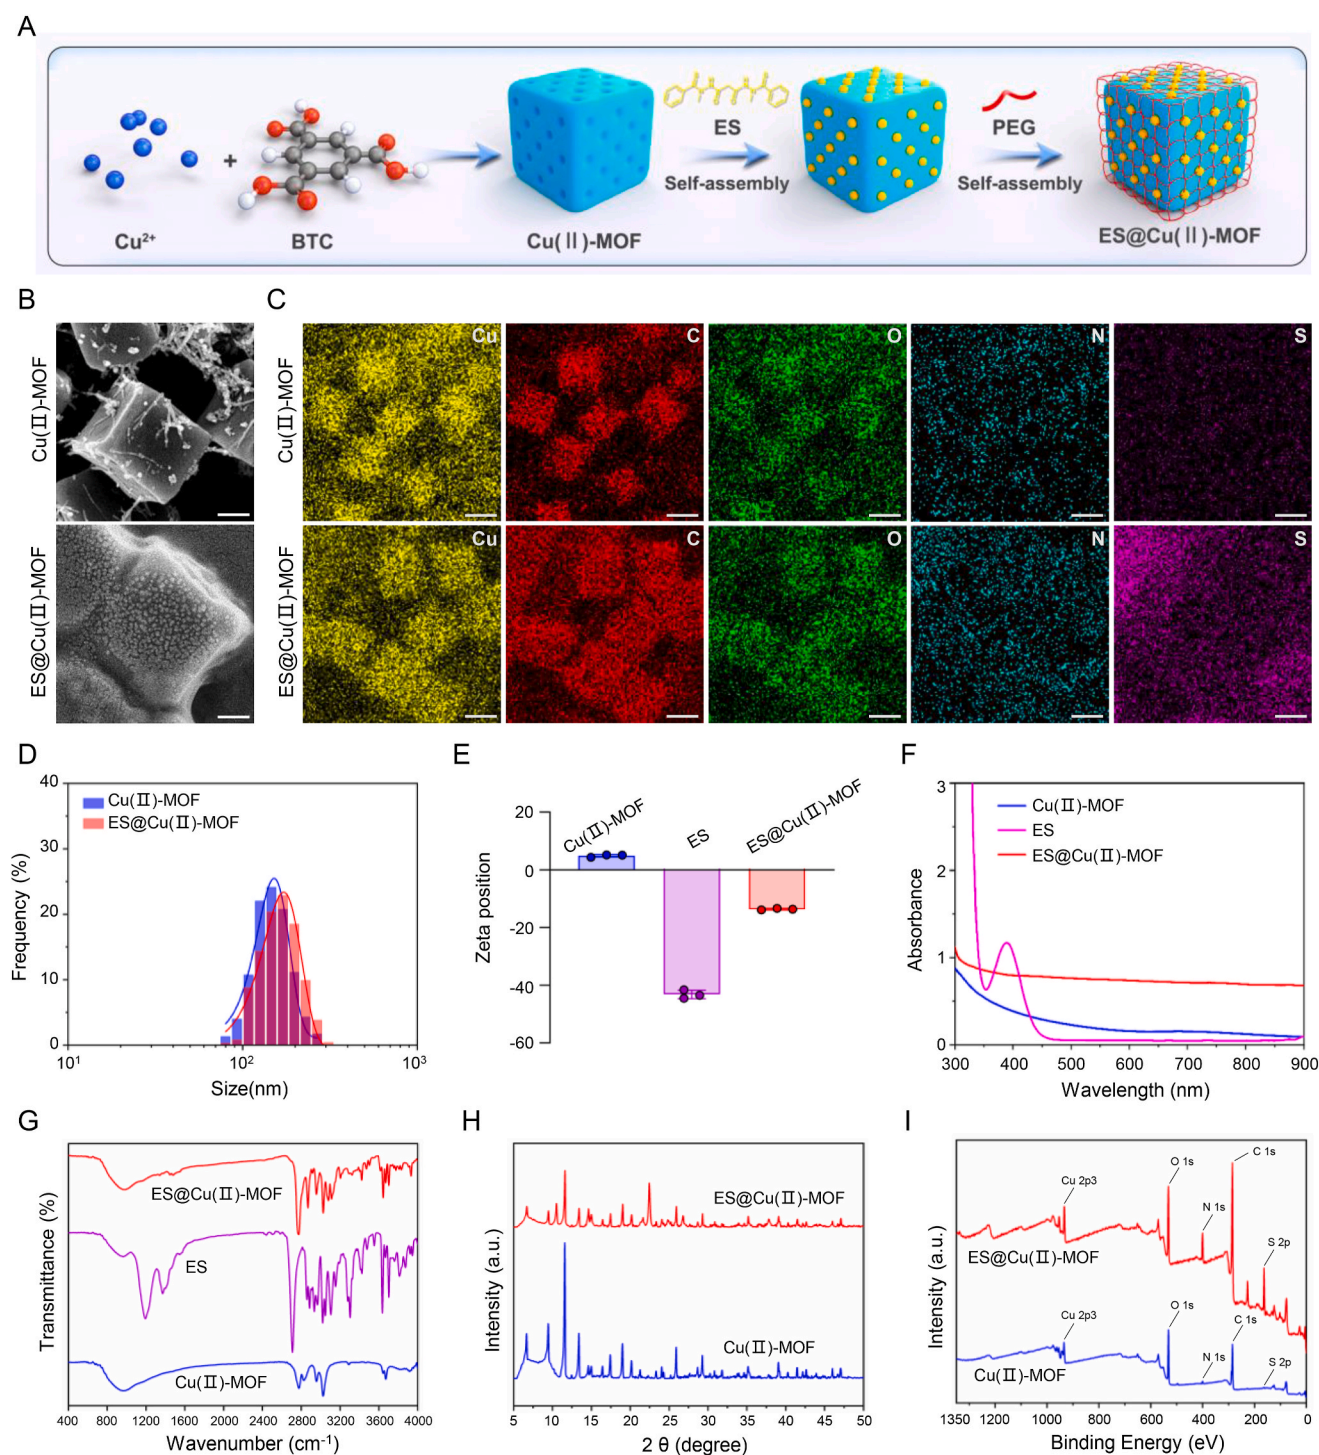 A
Cu²⁺
+
BTC
Cu(II)-MOF
ES
Self-assembly
PEG
Self-assembly
ES@Cu(II)-MOF
B
C
Cu(Ⅱ)-MOF
ES@Cu(Ⅱ)-MOF
Cu(Ⅱ)-MOF
Cu
C
O
N
S
ES@Cu(Ⅱ)-MOF
Cu
C
O
N
S
D
Frequency (%)
40
30
20
10
0
Cu(Ⅱ)-MOF
ES@Cu(Ⅱ)-MOF
10¹
10²
10³
Size(nm)
E
Zeta position
20
0
-20
-40
-60
Cu(Ⅱ)-MOF
ES
ES@Cu(Ⅱ)-MOF
F
Absorbance
3
2
1
0
Cu(Ⅱ)-MOF
ES
ES@Cu(Ⅱ)-MOF
300 400 500 600 700 800 900
Wavelength (nm)
G
Transmittance (%)
ES@Cu(Ⅱ)-MOF
ES
Cu(Ⅱ)-MOF
400 1200 2000 2400 2800 3200 3600 4000
Wavenumber (cm⁻¹)
H
Intensity (a.u.)
ES@Cu(Ⅱ)-MOF
Cu(Ⅱ)-MOF
5 10 15 20 25 30 35 40 45 50
2 θ (degree)
I
Intensity (a.u.)
Cu 2p3
O 1s
N 1s
C 1s
S 2p
ES@Cu(Ⅱ)-MOF
Cu 2p3
O 1s
N 1s
C 1s
S 2p
Cu(Ⅱ)-MOF
1350 1200 1000 800 600 400 200 0
Binding Energy (eV)